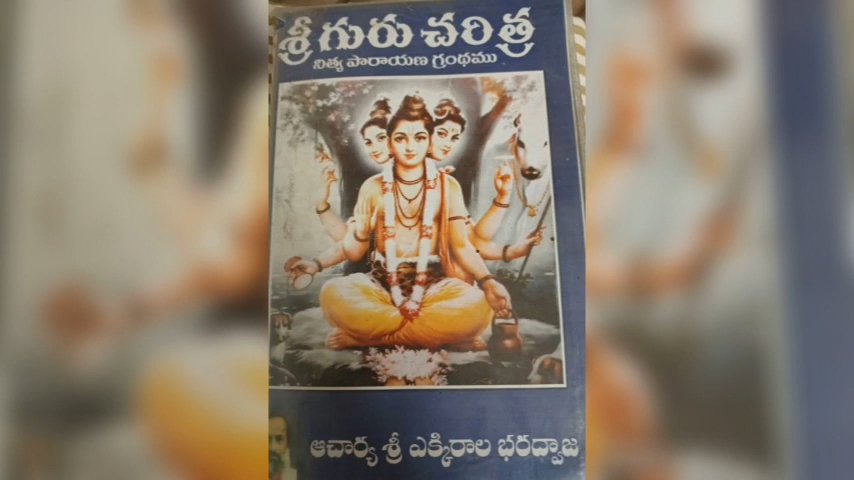 శ్రీ గురు చరిత్ర
నిత్య పారాయణ గ్రంథము
ఆచార్య శ్రీ ఎక్కిరాల భరద్వాజ